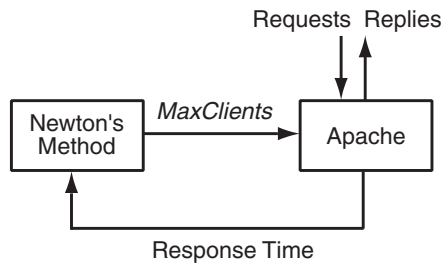 Requests Replies
MaxClients
Newton's
Method
Apache
Response Time